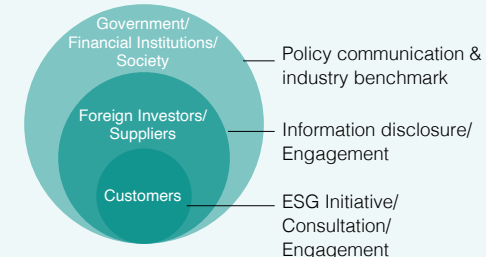 Government/
Financial Institutions/
Society
Policy communication &
industry benchmark
Foreign Investors/
Suppliers
Information disclosure/
Engagement
Customers
ESG Initiative/
Consultation/
Engagement